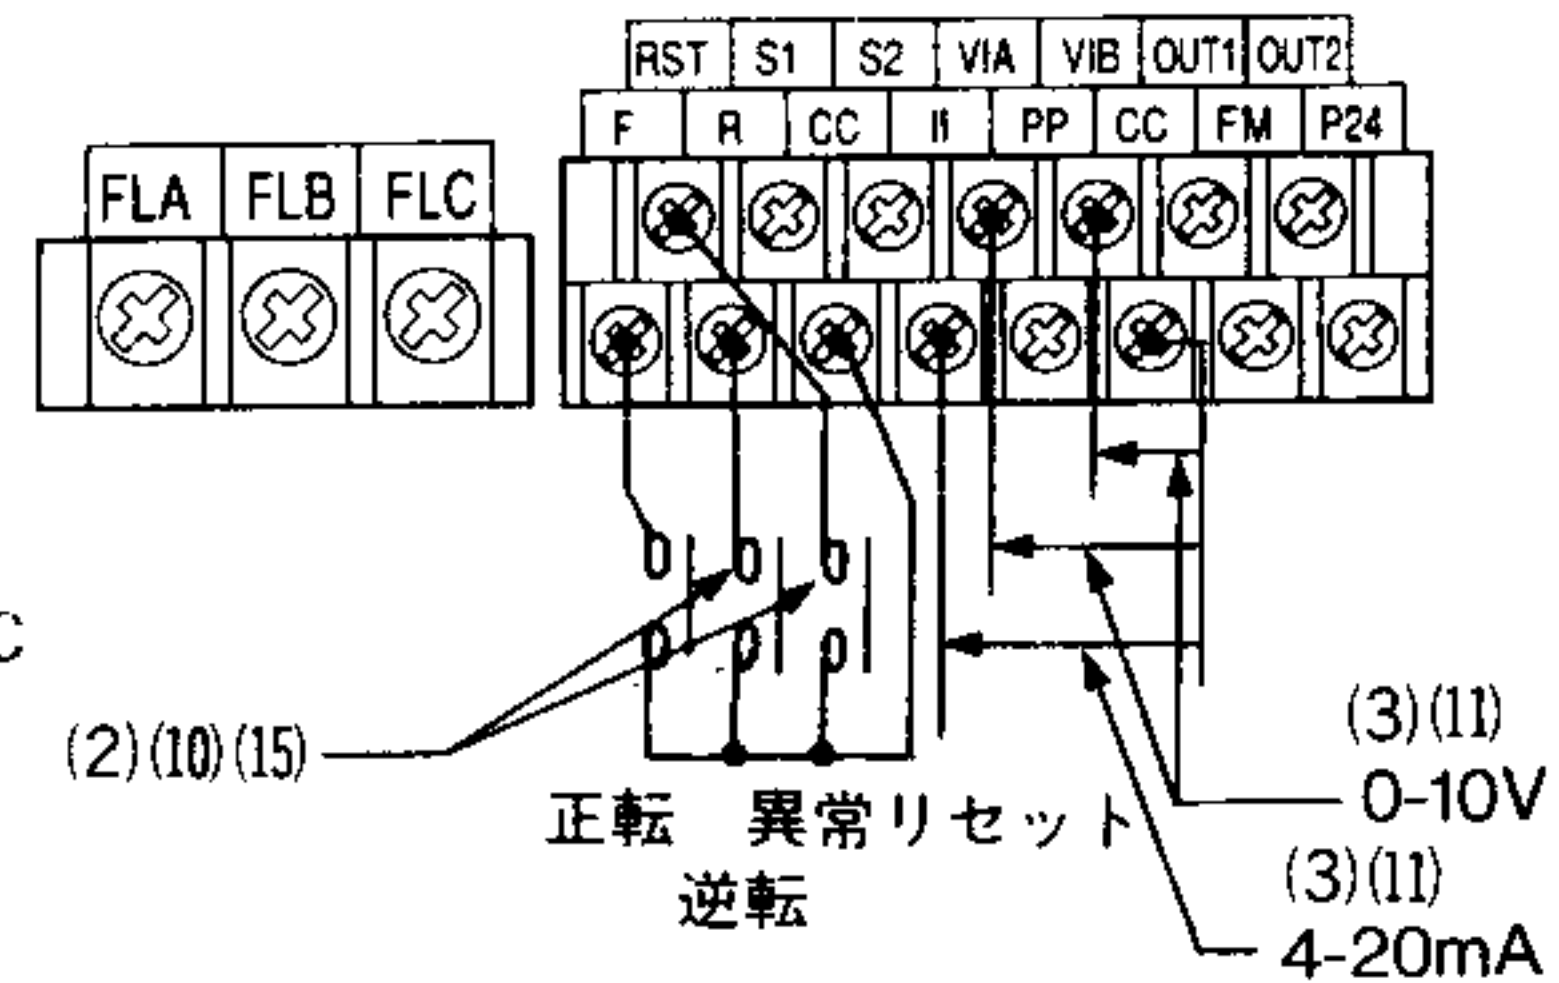 RST S1 S2 VIA VIB OUT1 OUT2
F R CC II PP CC FM P24
FLA FLB FLC
C
(2)(10)(15)
(3)(11)
0-10V
正転 異常リセット
逆転
(3)(11)
4-20mA